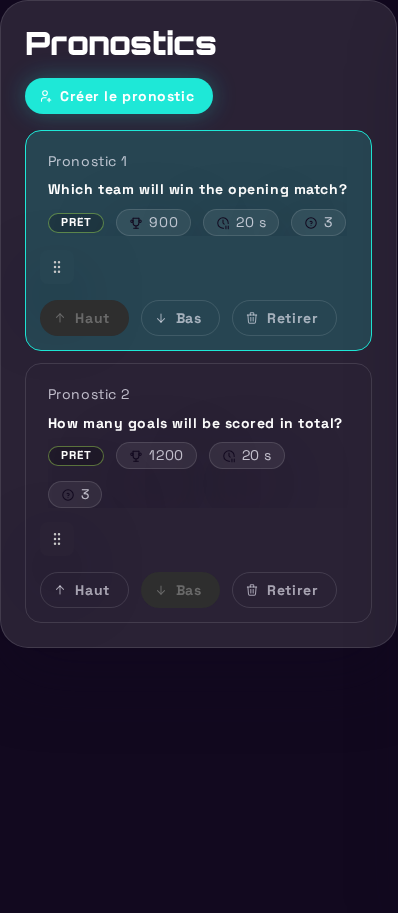 Pronostics
Créer le pronostic
Pronostic 1
Which team will win the opening match?
PRET 900 20 s 3
Haut Bas Retirer
Pronostic 2
How many goals will be scored in total?
PRET 1200 20 s
3
Haut Bas Retirer